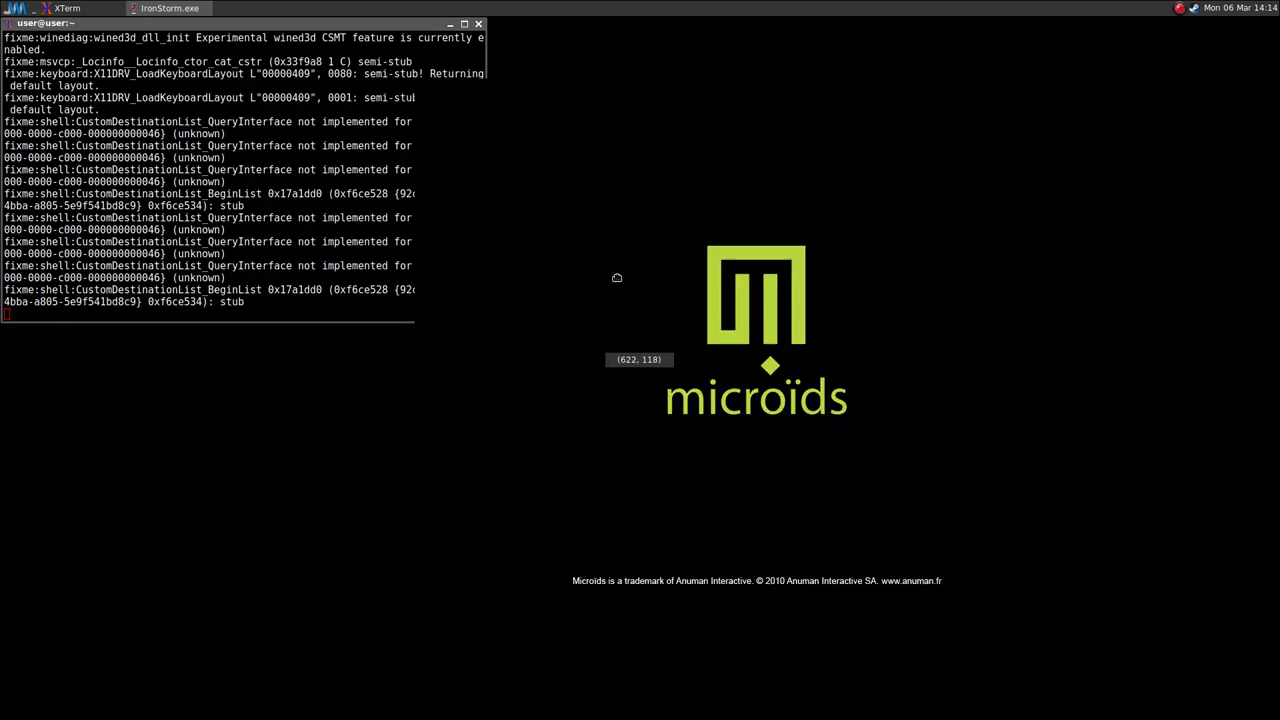 XTerm
IronStorm.exe
Mon 06 Mar 14:14
user@user:~
fixme:winediag:wined3d_dll_init Experimental wined3d CSMT feature is currently e
nabled.
fixme:msvcp:_Locinfo__Locinfo_ctor_cat_cstr (0x33f9a8 1 C) semi-stub
fixme:keyboard:X11DRV_LoadKeyboardLayout L"00000409", 0080: semi-stub! Returning
default layout.
fixme:keyboard:X11DRV_LoadKeyboardLayout L"00000409", 0001: semi-stub
default layout.
fixme:shell:CustomDestinationList_QueryInterface not implemented for
000-0000-c000-000000000046} (unknown)
fixme:shell:CustomDestinationList_QueryInterface not implemented for
000-0000-c000-000000000046} (unknown)
fixme:shell:CustomDestinationList_QueryInterface not implemented for
000-0000-c000-000000000046} (unknown)
fixme:shell:CustomDestinationList_BeginList 0x17a1dd0 (0xf6ce528 {92c
4bba-a805-5e9f541bd8c9} 0xf6ce534): stub
fixme:shell:CustomDestinationList_QueryInterface not implemented for
000-0000-c000-000000000046} (unknown)
fixme:shell:CustomDestinationList_QueryInterface not implemented for
000-0000-c000-000000000046} (unknown)
fixme:shell:CustomDestinationList_QueryInterface not implemented for
000-0000-c000-000000000046} (unknown)
fixme:shell:CustomDestinationList_BeginList 0x17a1dd0 (0xf6ce528 {92c
4bba-a805-5e9f541bd8c9} 0xf6ce534): stub
(622, 118)
microïds
Microïds is a trademark of Anuman Interactive. © 2010 Anuman Interactive SA. www.anuman.fr